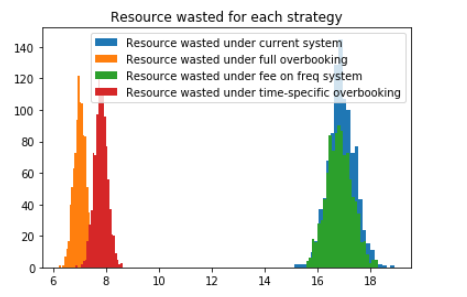 Resource wasted for each strategy
140
120
100
80
60
40
20
0
Resource wasted under current system
Resource wasted under full overbooking
Resource wasted under fee on freq system
Resource wasted under time-specific overbooking
6 8 10 12 14 16 18